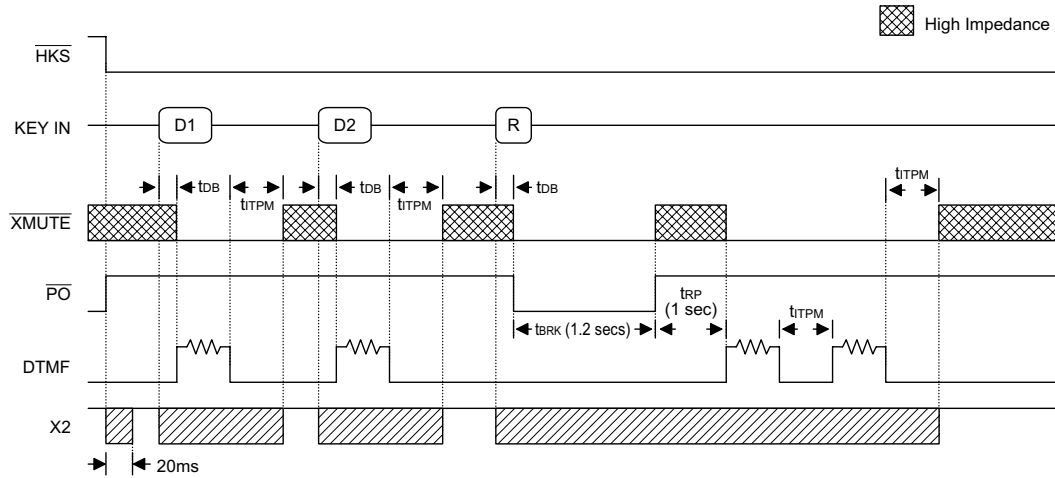 High Impedance
HKS
KEY IN
D1
D2
R
tDB
tITPM
tDB
tITPM
tDB
tITPM
XMUTE
PO
tBRK (1.2 secs)
tRP
(1 sec)
tITPM
DTMF
X2
20ms